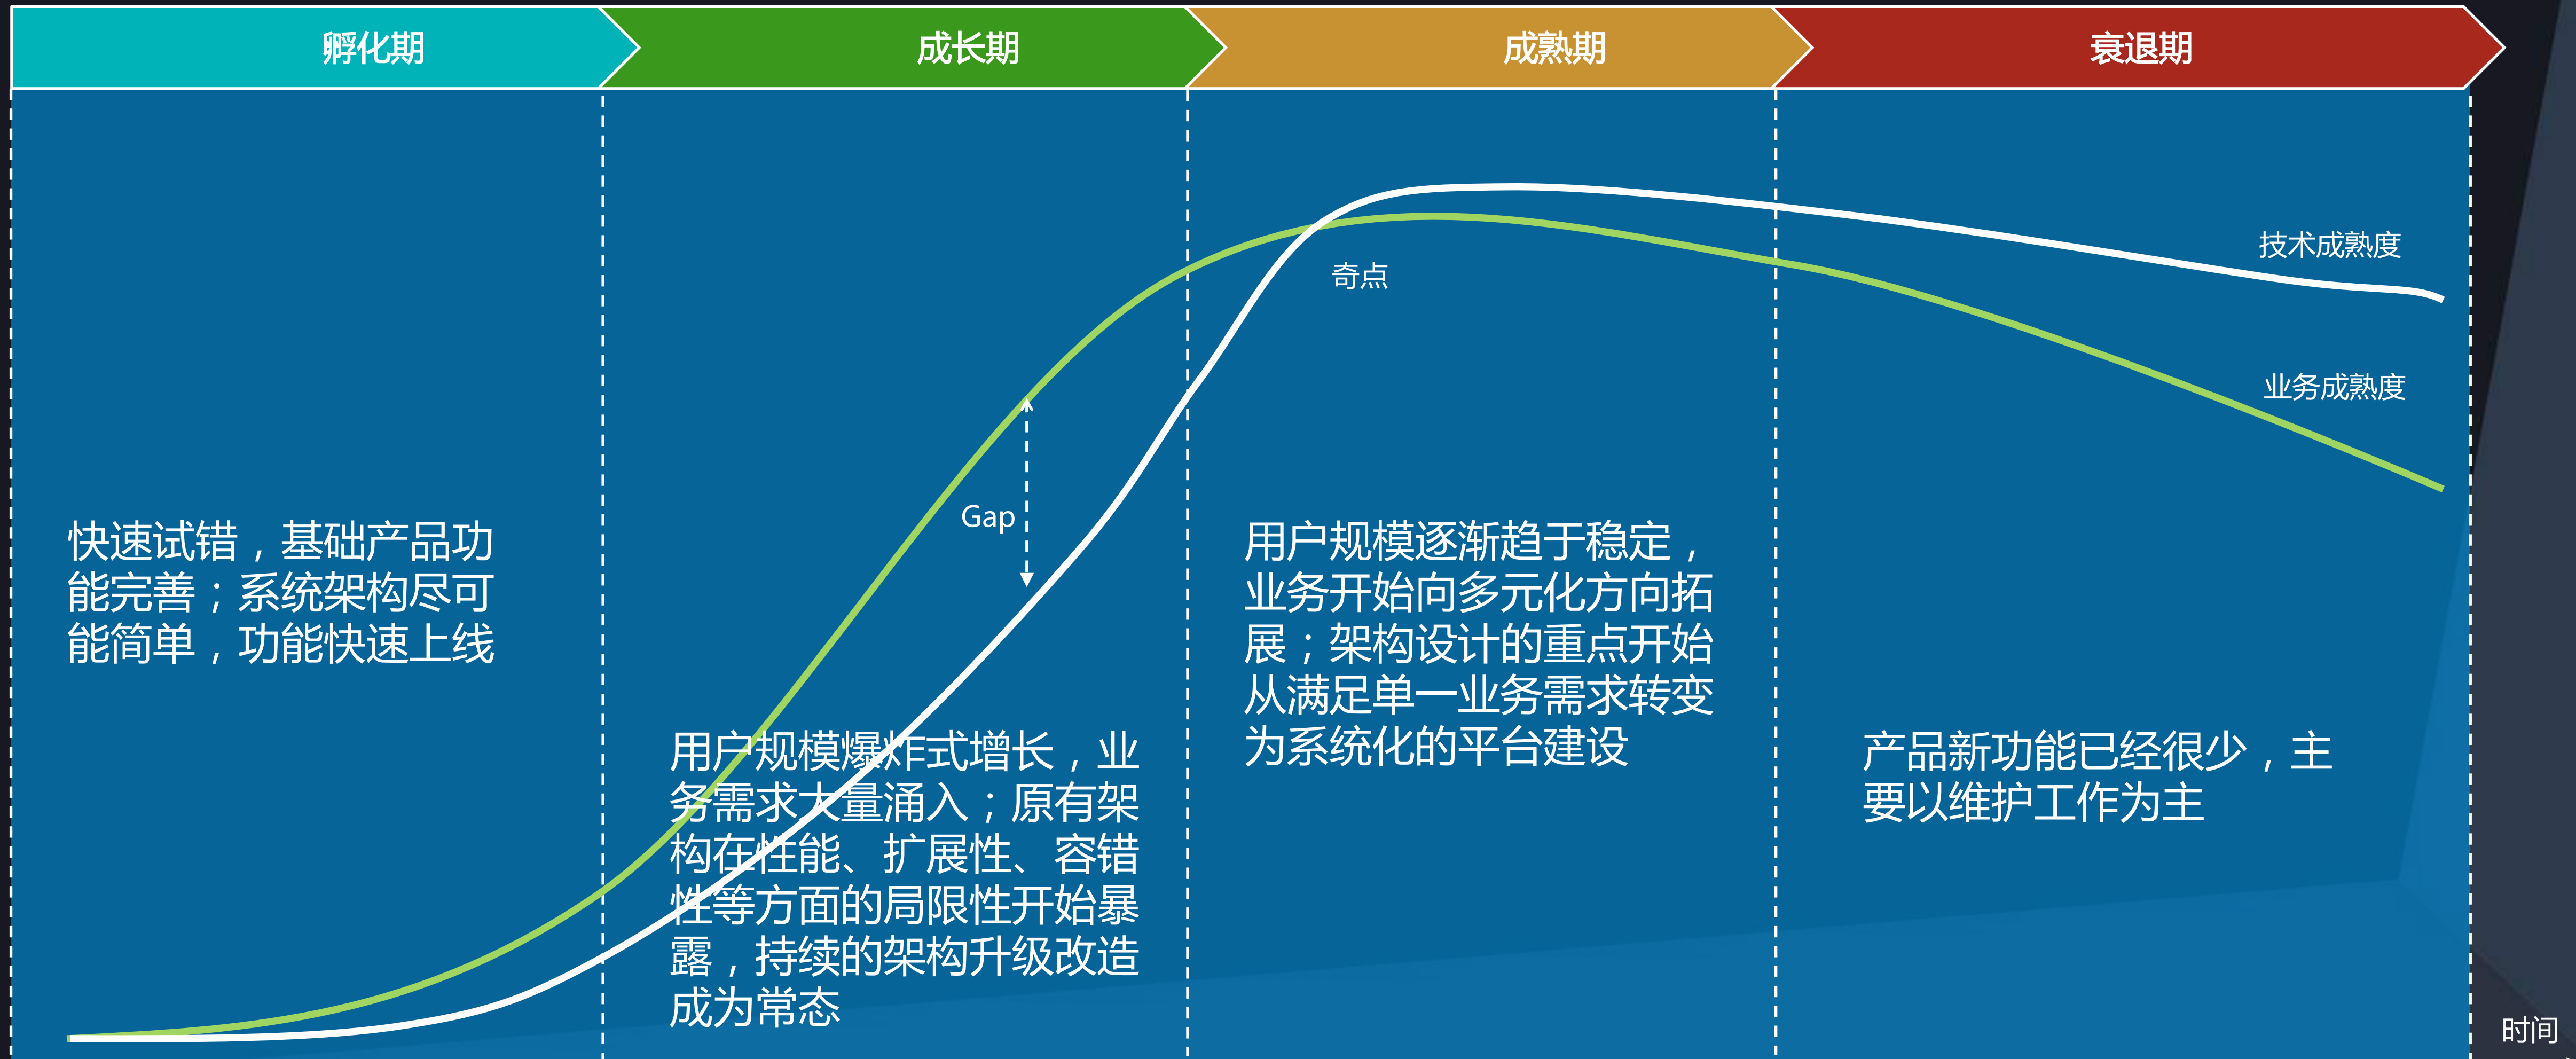 孵化期
成长期
成熟期
衰退期
技术成熟度
奇点
业务成熟度
Gap
快速试错，基础产品功
能完善；系统架构尽可
能简单，功能快速上线
用户规模爆炸式增长，业
务需求大量涌入；原有架
构在性能、扩展性、容错
性等方面的局限性开始暴
露，持续的架构升级改造
成为常态
用户规模逐渐趋于稳定，
业务开始向多元化方向拓
展；架构设计的重点开始
从满足单一业务需求转变
为系统化的平台建设
产品新功能已经很少，主
要以维护工作为主
时间